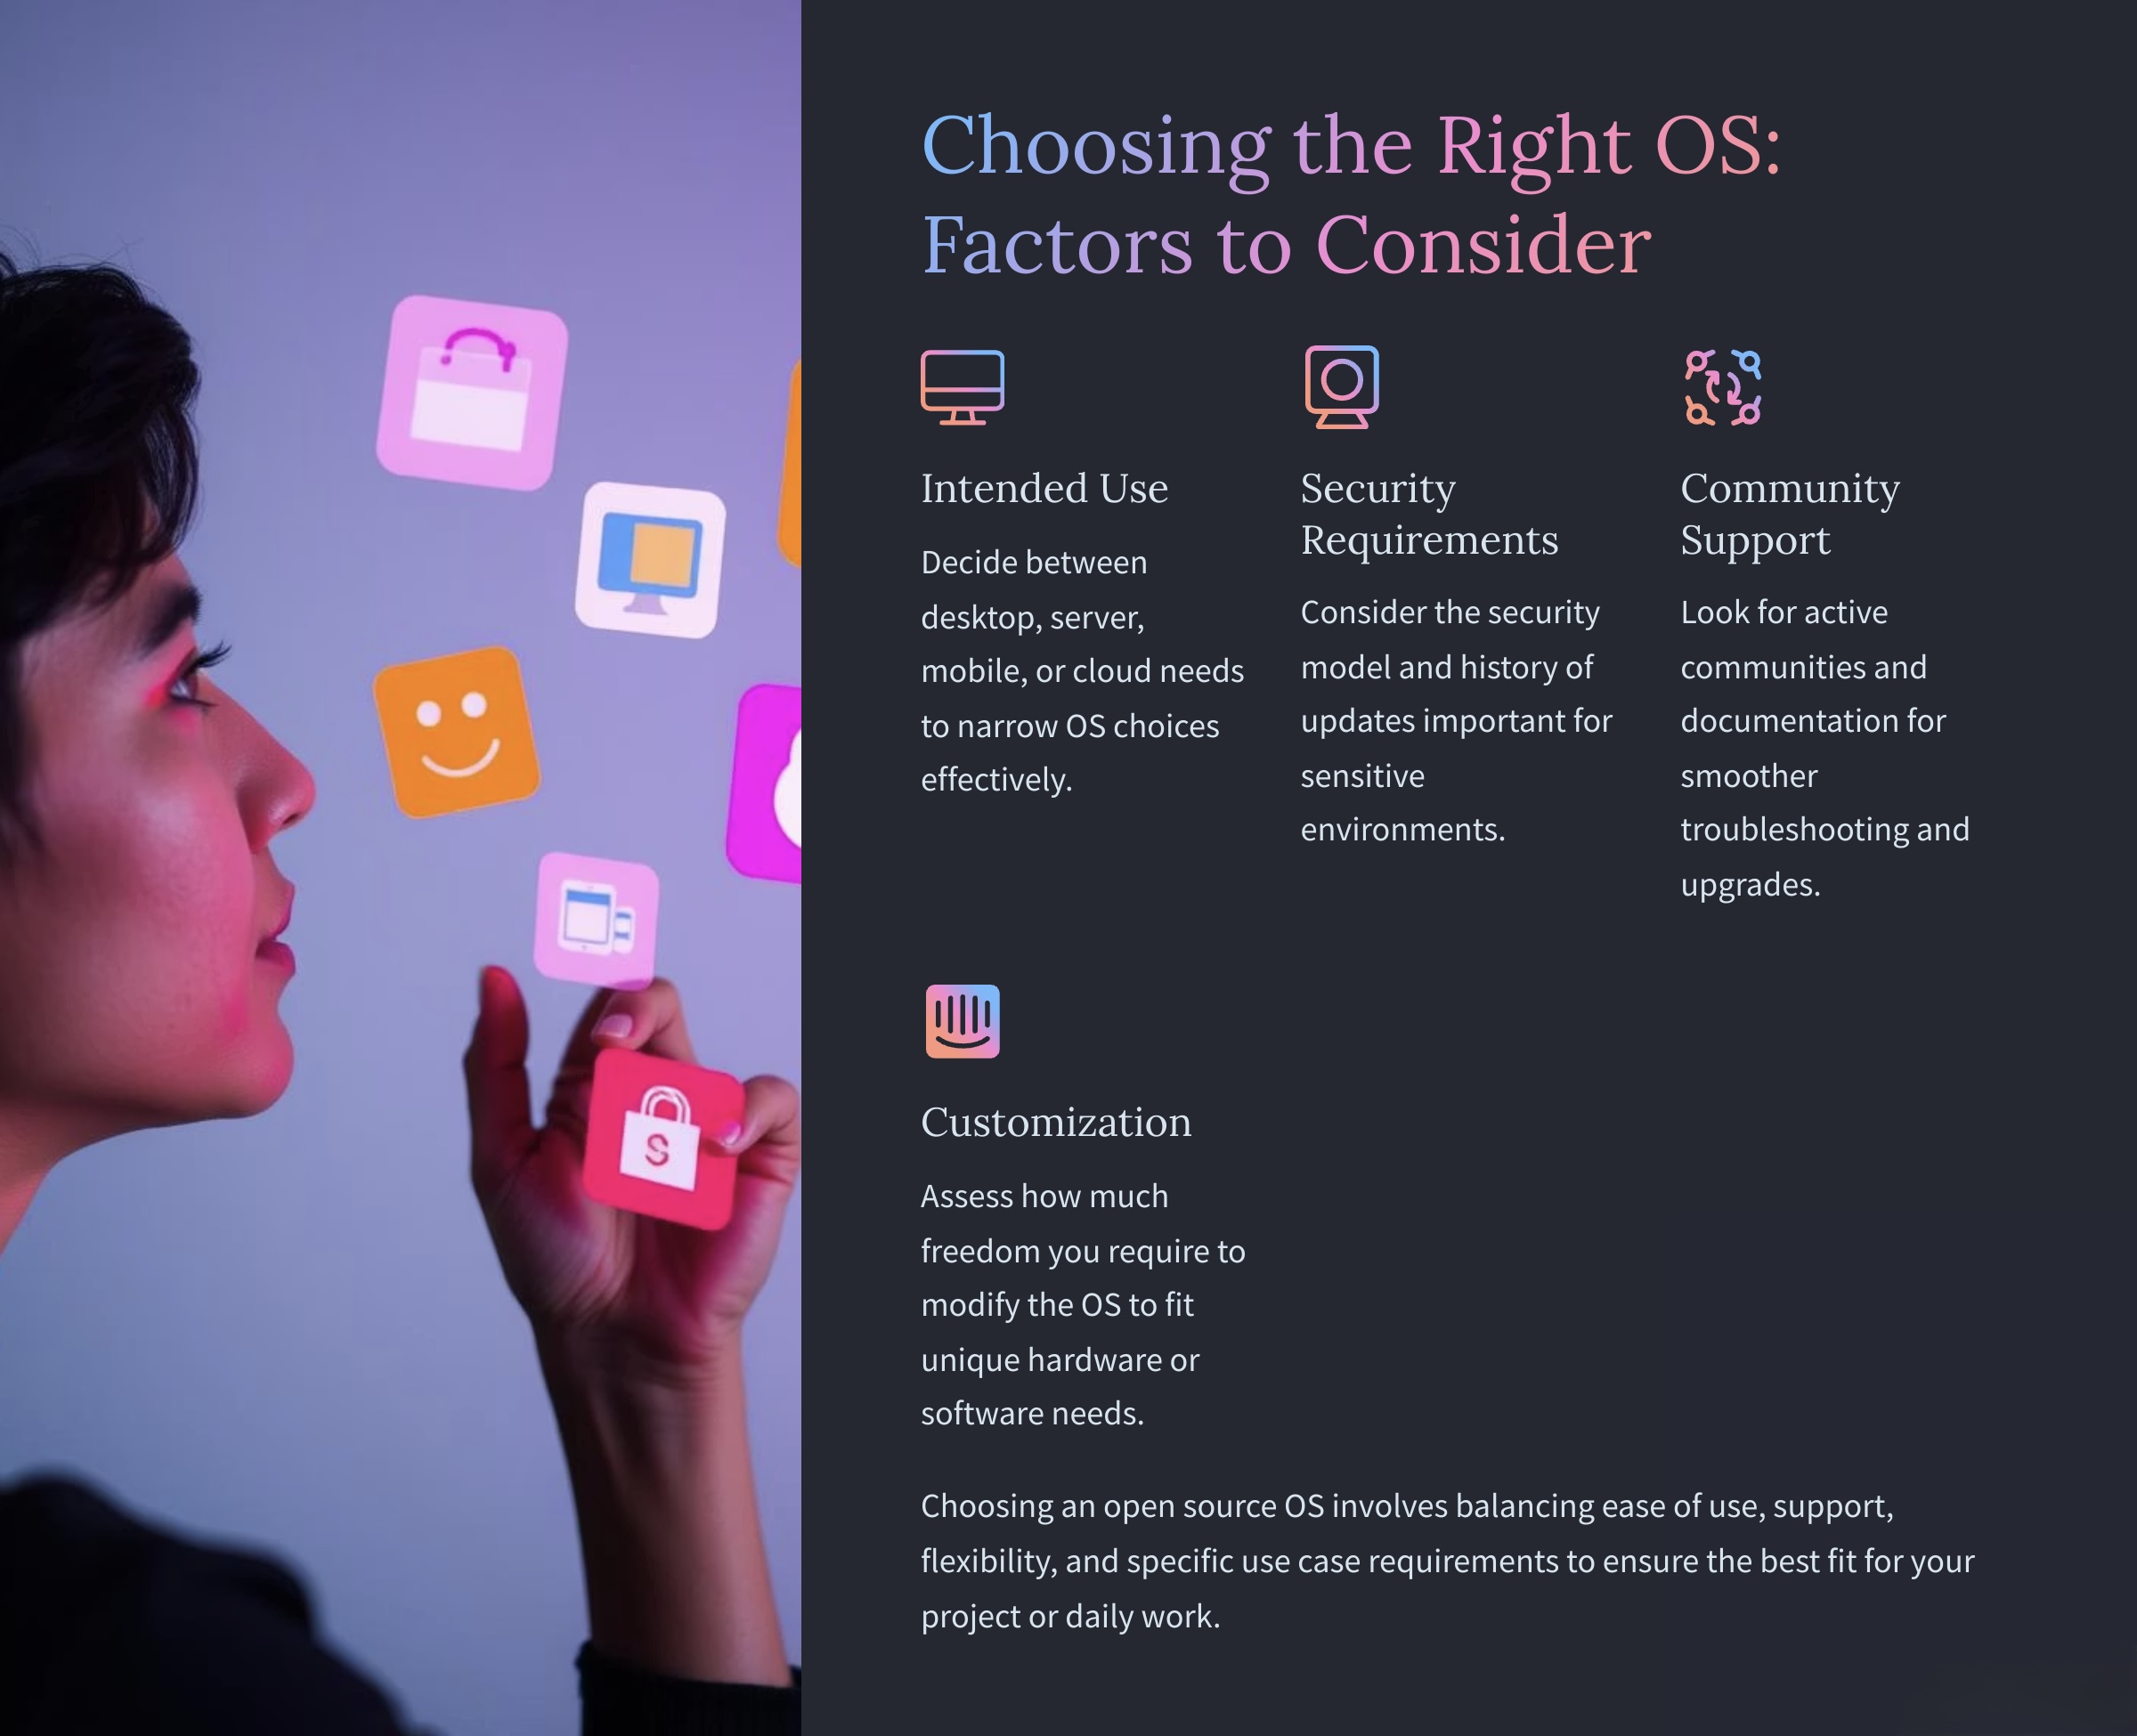 Choosing the Right OS:
Factors to Consider
Intended Use
Decide between
desktop, server,
mobile, or cloud needs
to narrow OS choices
effectively.
Security
Requirements
Consider the security
model and history of
updates important for
sensitive
environments.
Community
Support
Look for active
communities and
documentation for
smoother
troubleshooting and
upgrades.
Customization
Assess how much
freedom you require to
modify the OS to fit
unique hardware or
software needs.
Choosing an open source OS involves balancing ease of use, support,
flexibility, and specific use case requirements to ensure the best fit for your
project or daily work.
S